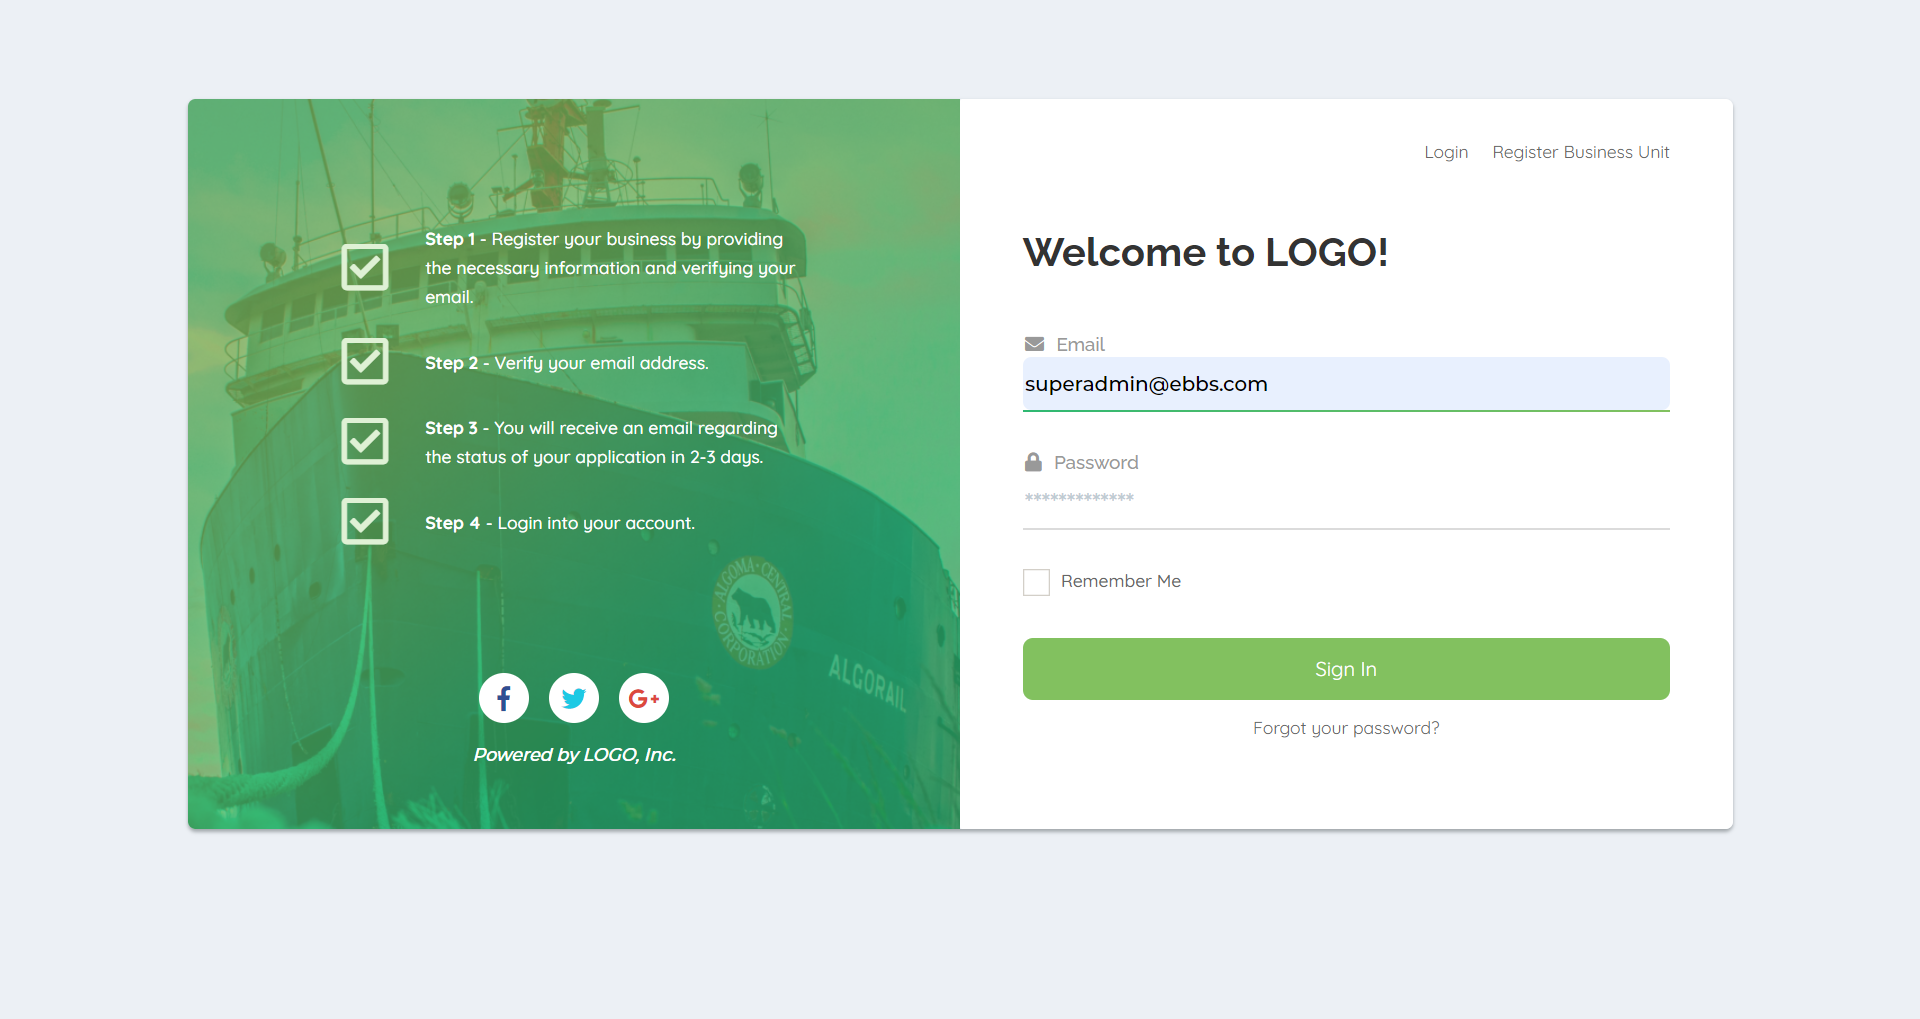 Step 1 - Register your business by providing
the necessary information and verifying your
email.
Step 2 - Verify your email address.
Step 3 - You will receive an email regarding
the status of your application in 2-3 days.
Step 4 - Login into your account.
ALGOMA · CENTRAL · CORPORATION ·
ALGORAIL
Powered by LOGO, Inc.
Login
Register Business Unit
Welcome to LOGO!
Email
superadmin@ebbs.com
Password
*************
Remember Me
Sign In
Forgot your password?